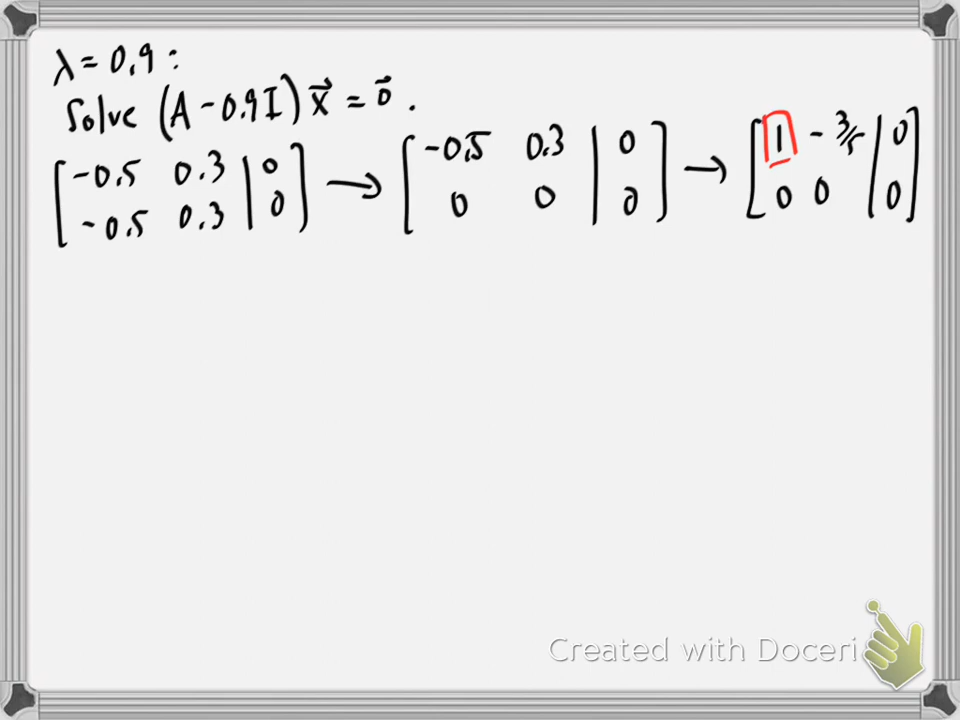 λ = 0.9 :
Solve (A - 0.9I) x⃗ = 0⃗ .
[ -0.5 0.3 | 0 ] → [ -0.5 0.3 | 0 ] → [ 1 - 3/5 | 0 ]
[ -0.5 0.3 | 0 ] [ 0 0 | 0 ] [ 0 0 | 0 ]
Created with Doceri